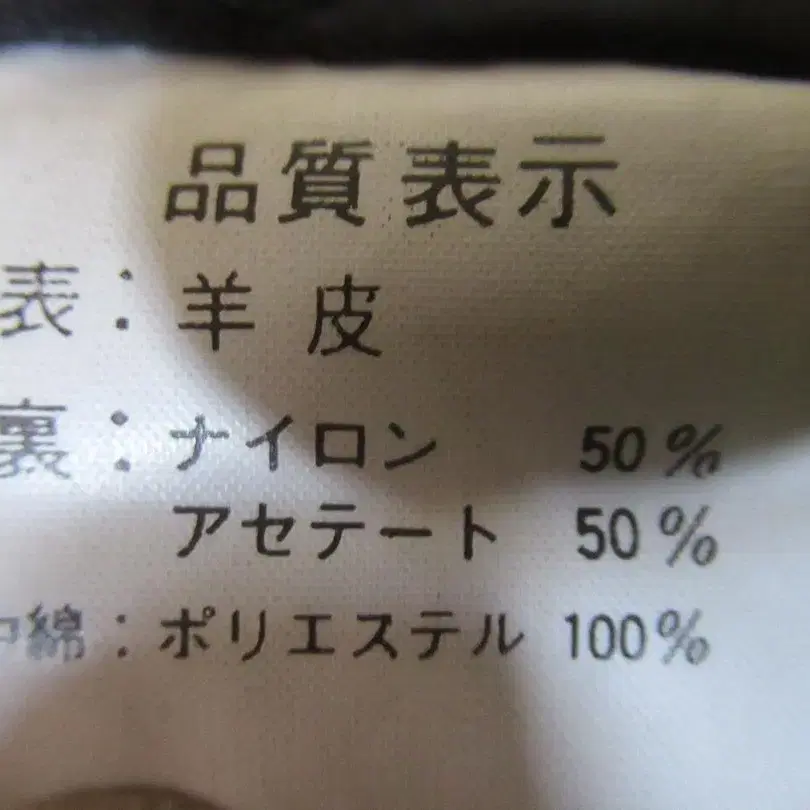 品質表示
表：羊皮
裏：ナイロン 50%
アセテート 50%
中綿：ポリエステル 100%